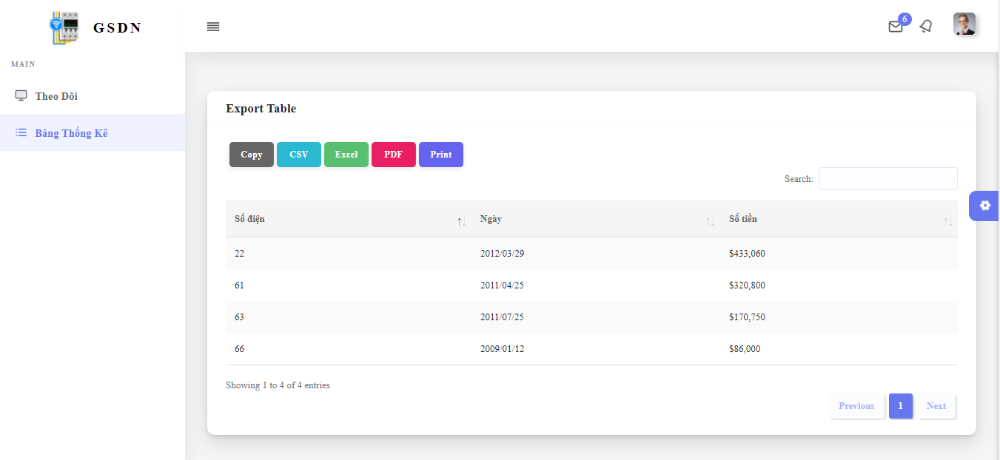 GSDN
6
MAIN
Theo Dõi
Bảng Thống Kê
Export Table
Copy CSV Excel PDF Print
Search:
Số điện Ngày Số tiền
22 2012/03/29 $433,060
61 2011/04/25 $320,800
63 2011/07/25 $170,750
66 2009/01/12 $86,000
Showing 1 to 4 of 4 entries
Previous 1 Next